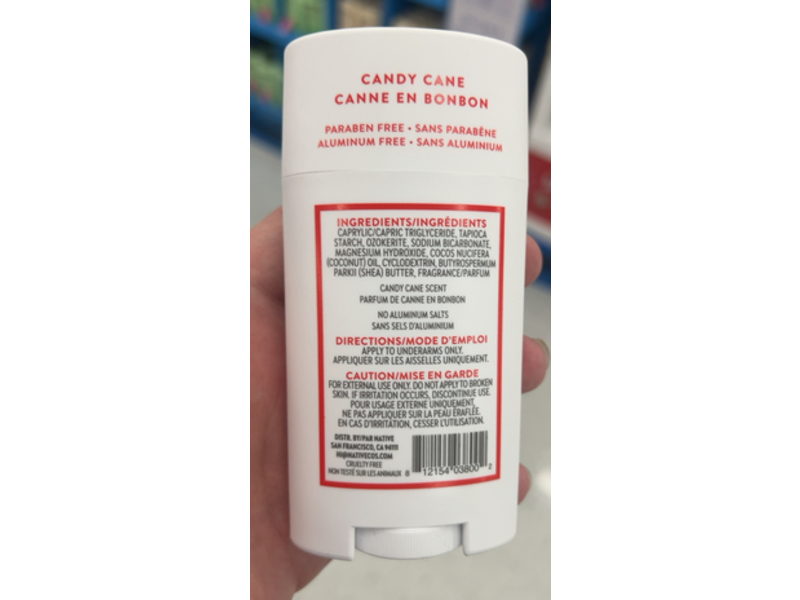 CANDY CANE
CANNE EN BONBON
PARABEN FREE • SANS PARABÈNE
ALUMINUM FREE • SANS ALUMINIUM
INGREDIENTS/INGRÉDIENTS
CAPRYLIC/CAPRIC TRIGLYCERIDE, TAPIOCA
STARCH, OZOKERITE, SODIUM BICARBONATE,
MAGNESIUM HYDROXIDE, COCOS NUCIFERA
(COCONUT) OIL, CYCLODEXTRIN, BUTYROSPERMUM
PARKII (SHEA) BUTTER, FRAGRANCE/PARFUM
CANDY CANE SCENT
PARFUM DE CANNE EN BONBON
NO ALUMINUM SALTS
SANS SELS D'ALUMINIUM
DIRECTIONS/MODE D'EMPLOI
APPLY TO UNDERARMS ONLY.
APPLIQUER SUR LES AISSELLES UNIQUEMENT.
CAUTION/MISE EN GARDE
FOR EXTERNAL USE ONLY. DO NOT APPLY TO BROKEN
SKIN. IF IRRITATION OCCURS, DISCONTINUE USE.
POUR USAGE EXTERNE UNIQUEMENT,
NE PAS APPLIQUER SUR LA PEAU ÉRAFLÉE.
EN CAS D'IRRITATION, CESSER L'UTILISATION.
DISTR. BY/PAR NATIVE
SAN FRANCISCO, CA 94111
HI@NATIVECOS.COM
CRUELTY FREE
NON TESTÉ SUR LES ANIMAUX
8 12154 03800 2